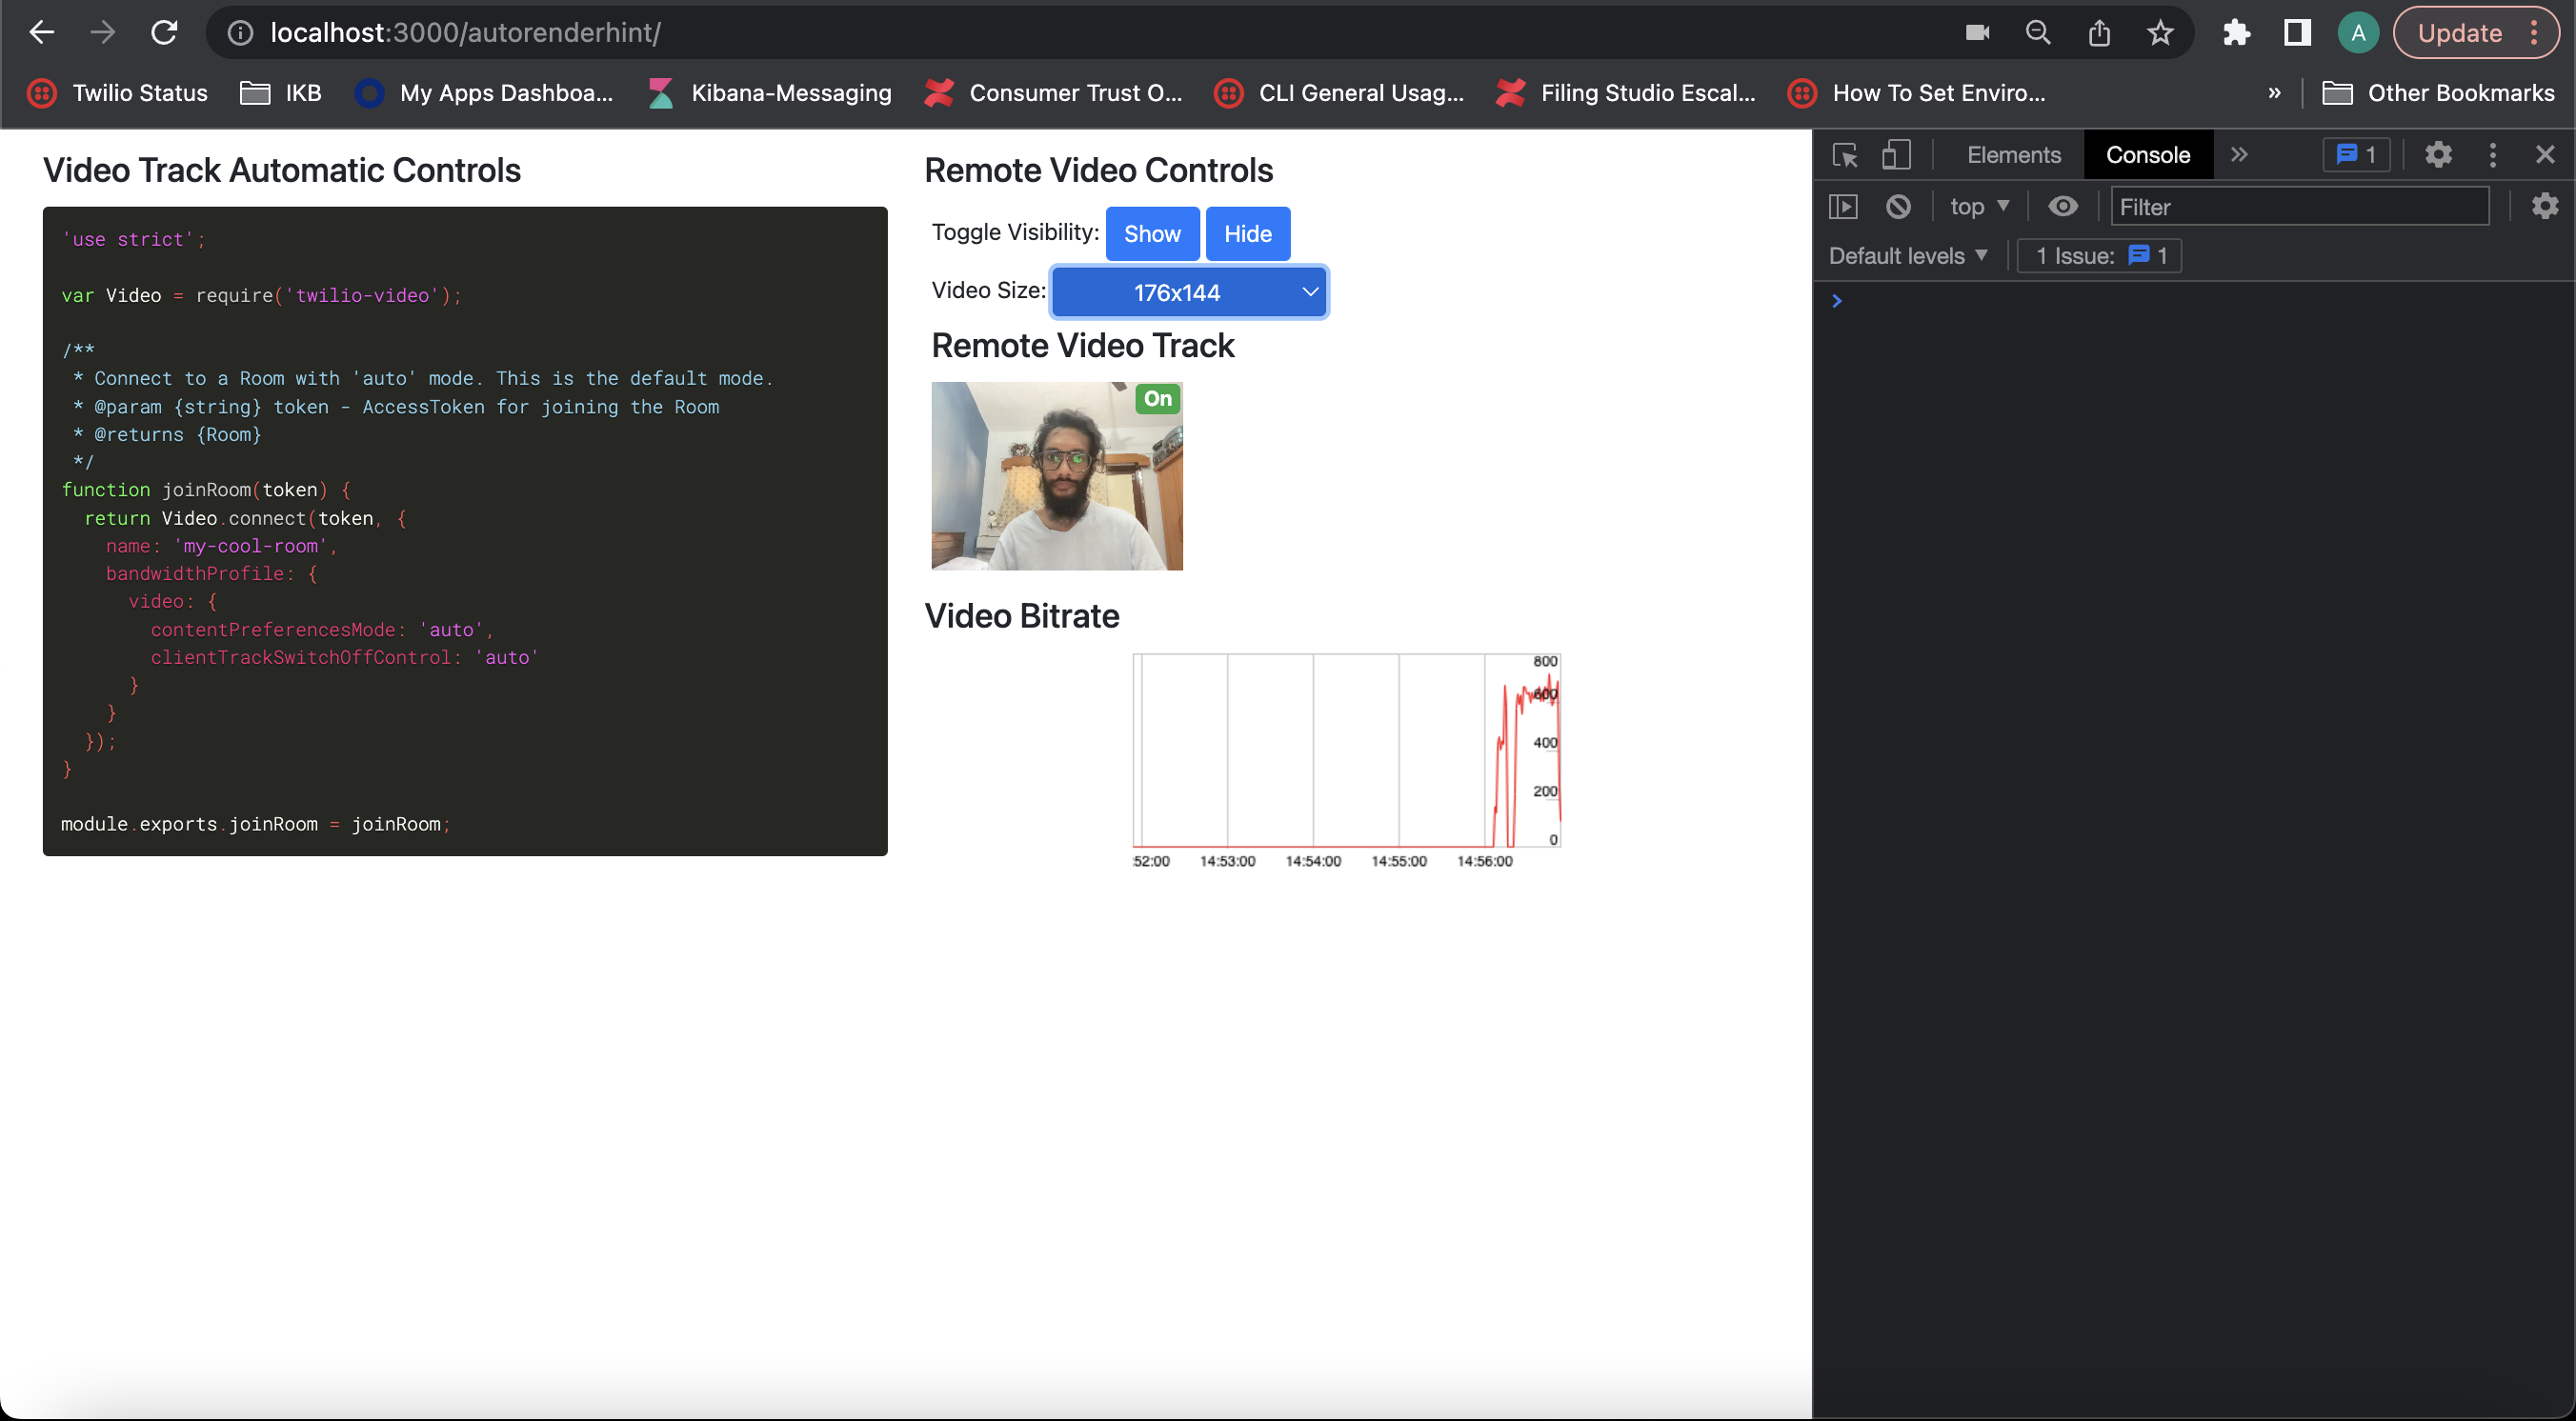 localhost:3000/autorenderhint/
A
Update
Twilio Status
IKB
My Apps Dashboa...
Kibana-Messaging
Consumer Trust O...
CLI General Usag...
Filing Studio Escal...
How To Set Enviro...
»
Other Bookmarks
Video Track Automatic Controls
'use strict';
var Video = require('twilio-video');
/**
* Connect to a Room with 'auto' mode. This is the default mode.
* @param {string} token - AccessToken for joining the Room
* @returns {Room}
*/
function joinRoom(token) {
return Video.connect(token, {
name: 'my-cool-room',
bandwidthProfile: {
video: {
contentPreferencesMode: 'auto',
clientTrackSwitchOffControl: 'auto'
}
}
});
}
module.exports.joinRoom = joinRoom;
Remote Video Controls
Toggle Visibility: Show Hide
Video Size: 176x144
Remote Video Track
On
Video Bitrate
800
600
400
200
0
:52:00 14:53:00 14:54:00 14:55:00 14:56:00
Elements Console 1
top Filter
Default levels 1 Issue: 1